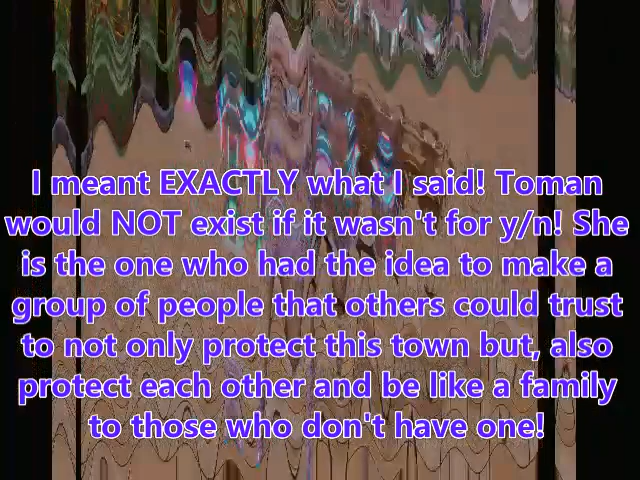 I meant EXACTLY what I said! Toman
would NOT exist if it wasn't for y/n! She
is the one who had the idea to make a
group of people that others could trust
to not only protect this town but, also
protect each other and be like a family
to those who don't have one!